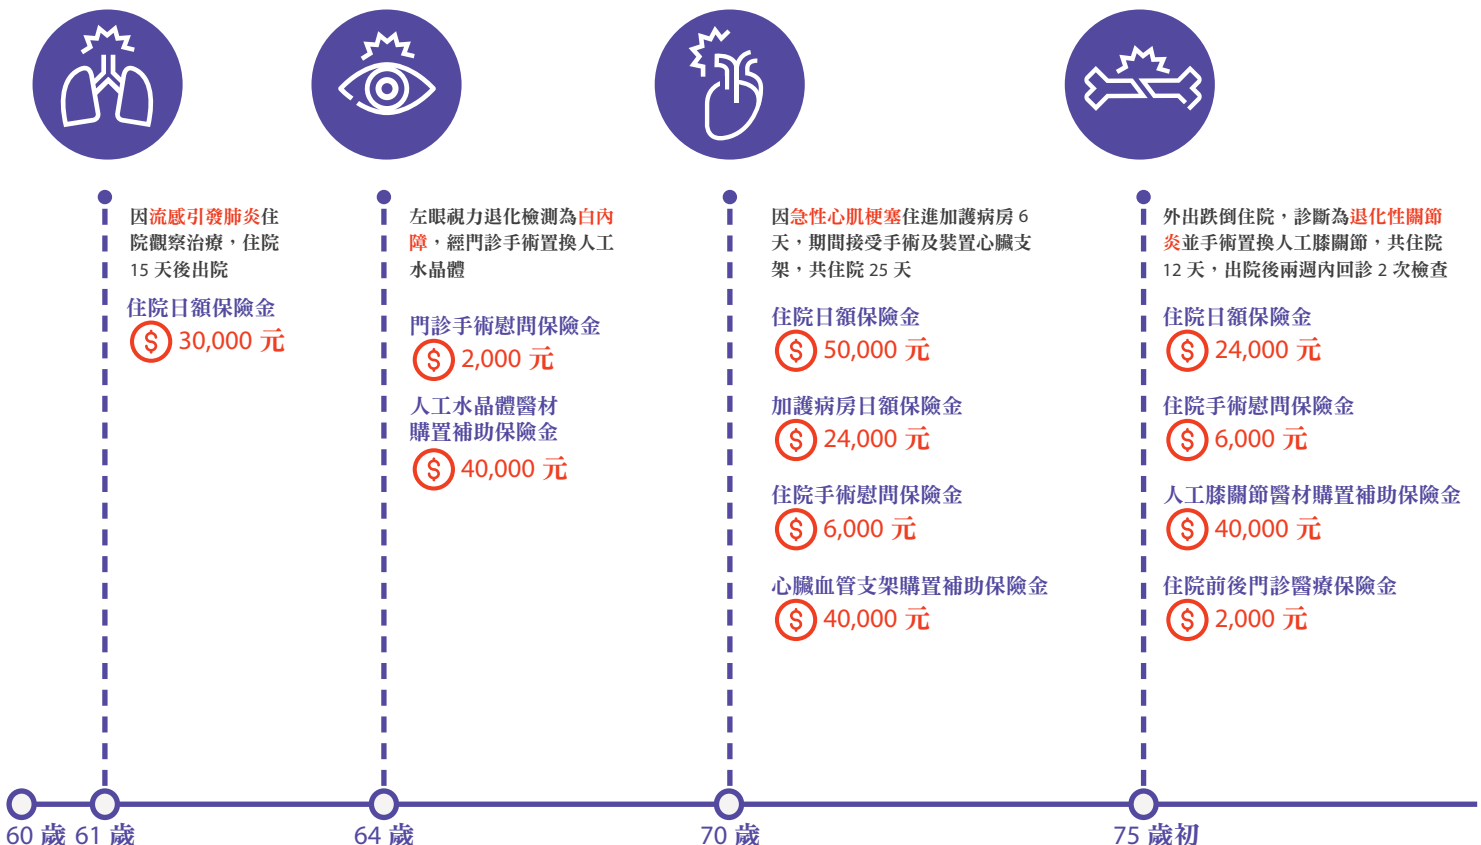 因流感引發肺炎住
院觀察治療，住院
15 天後出院
住院日額保險金
$ 30,000 元
左眼視力退化檢測為白內
障，經門診手術置換人工
水晶體
門診手術慰問保險金
$ 2,000 元
人工水晶體醫材
購置補助保險金
$ 40,000 元
因急性心肌梗塞住進加護病房 6
天，期間接受手術及裝置心臟支
架，共住院 25 天
住院日額保險金
$ 50,000 元
加護病房日額保險金
$ 24,000 元
住院手術慰問保險金
$ 6,000 元
心臟血管支架購置補助保險金
$ 40,000 元
外出跌倒住院，診斷為退化性關節
炎並手術置換人工膝關節，共住院
12 天，出院後兩週內回診 2 次檢查
住院日額保險金
$ 24,000 元
住院手術慰問保險金
$ 6,000 元
人工膝關節醫材購置補助保險金
$ 40,000 元
住院前後門診醫療保險金
$ 2,000 元
60 歲 61 歲 64 歲 70 歲 75 歲初